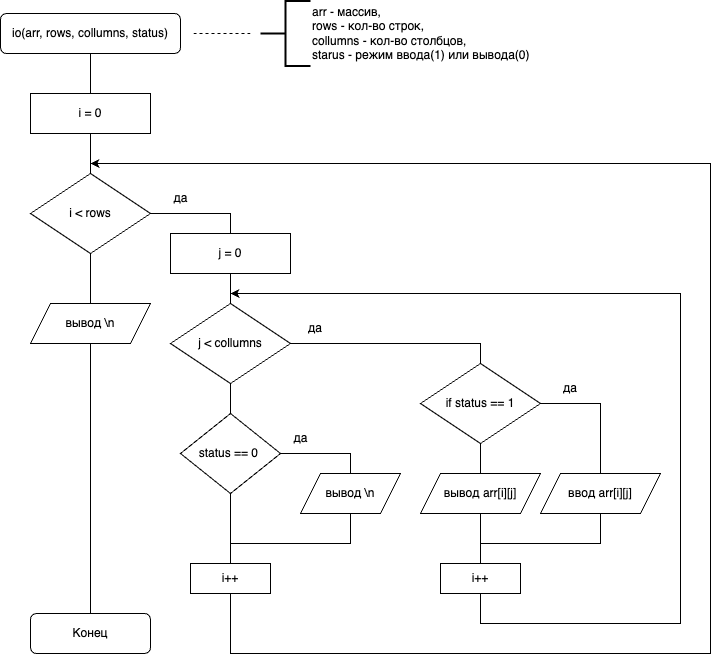 io(arr, rows, collumns, status)
arr - массив,
rows - кол-во строк,
collumns - кол-во столбцов,
starus - режим ввода(1) или вывода(0)
i = 0
i < rows
да
j = 0
вывод \n
j < collumns
да
if status == 1
да
status == 0
да
вывод \n
вывод arr[i][j]
ввод arr[i][j]
i++
i++
Конец